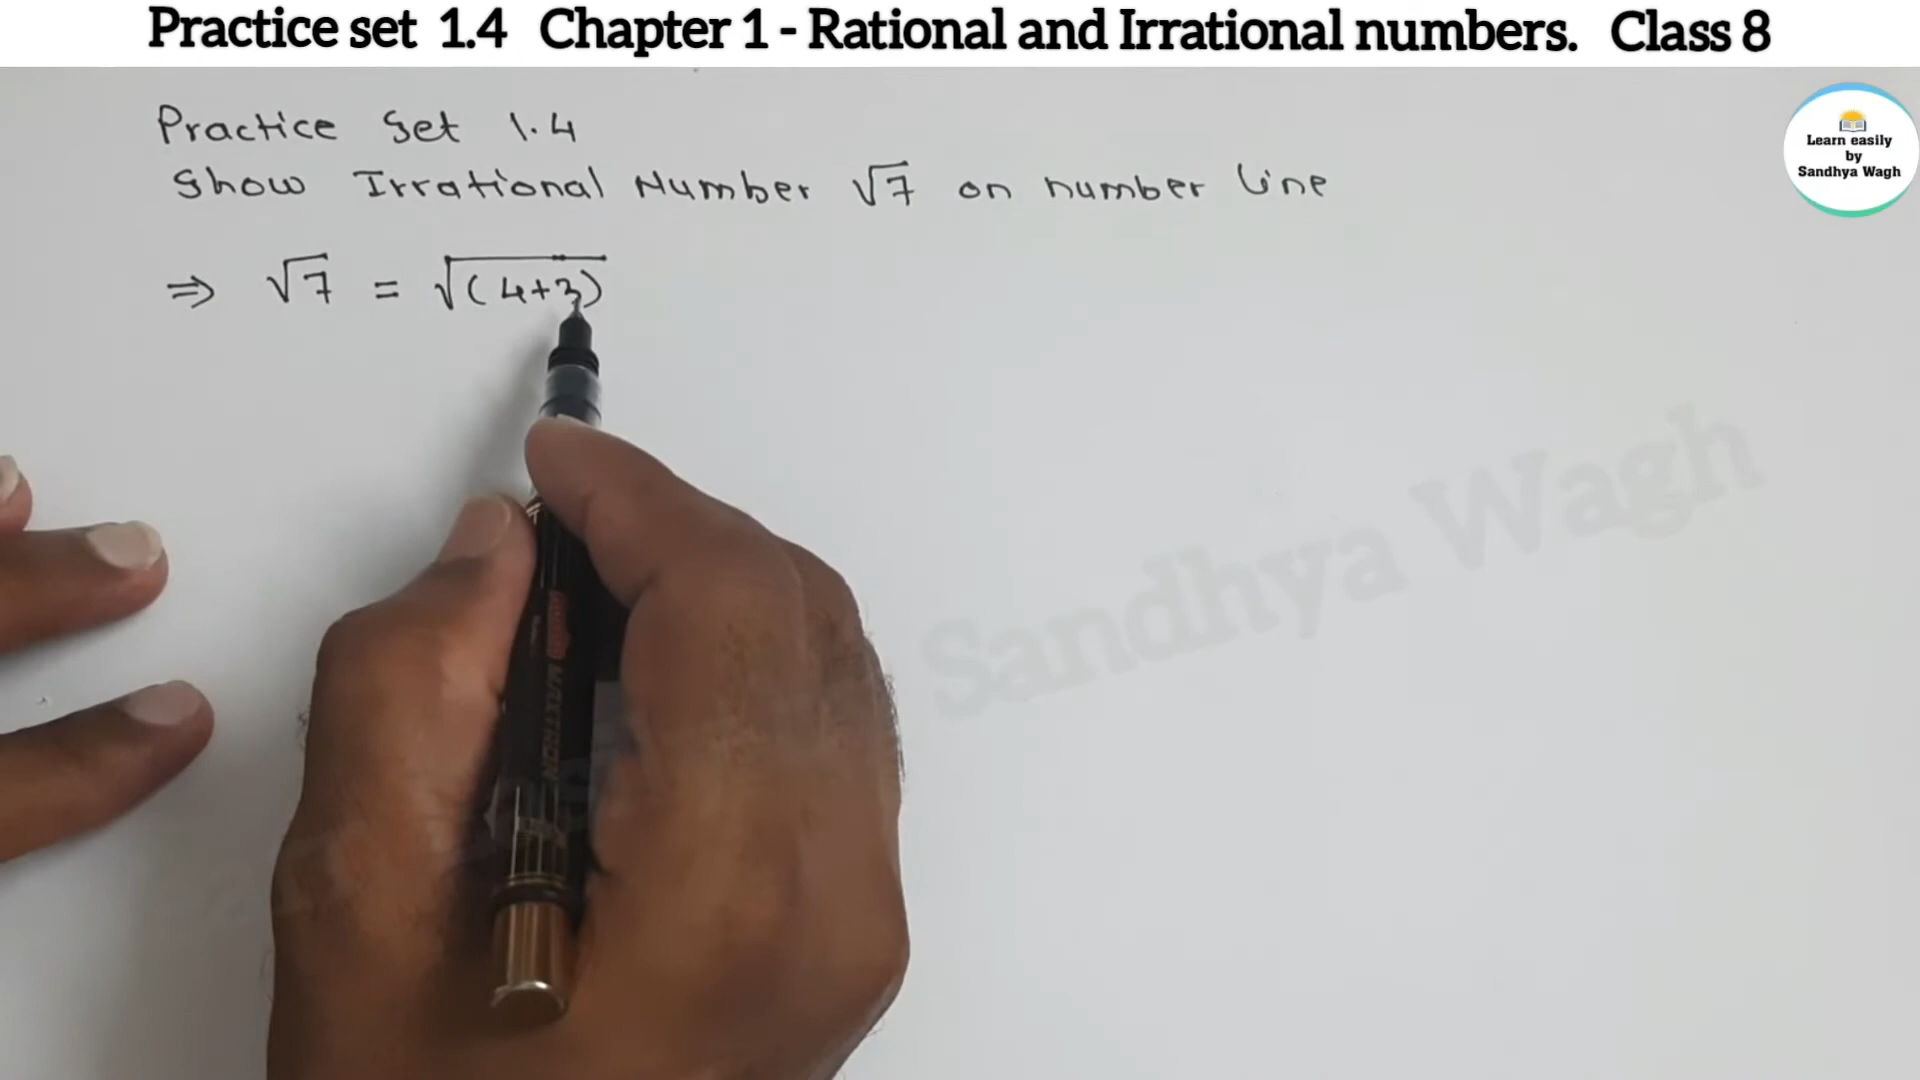 Practice set 1.4 Chapter 1 - Rational and Irrational numbers. Class 8
Learn easily
by
Sandhya Wagh
Practice Set 1.4
Show Irrational Number √7 on number line
⇒ √7 = √(4+3)
Sandhya Wagh